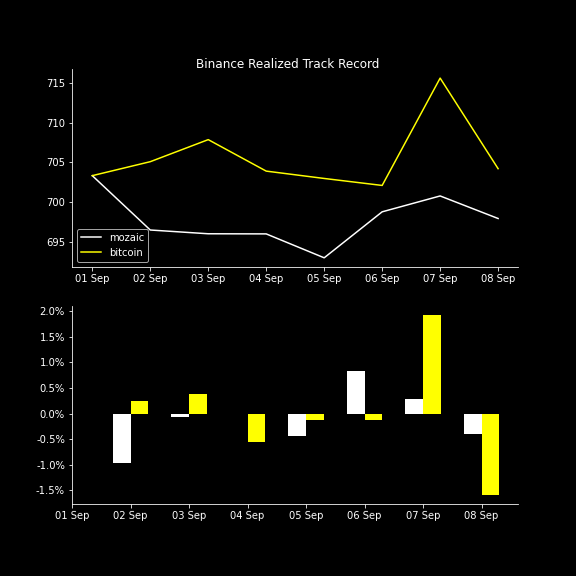 Binance Realized Track Record
715
710
705
700
695
mozaic
bitcoin
01 Sep 02 Sep 03 Sep 04 Sep 05 Sep 06 Sep 07 Sep 08 Sep
2.0%
1.5%
1.0%
0.5%
0.0%
-0.5%
-1.0%
-1.5%
01 Sep 02 Sep 03 Sep 04 Sep 05 Sep 06 Sep 07 Sep 08 Sep